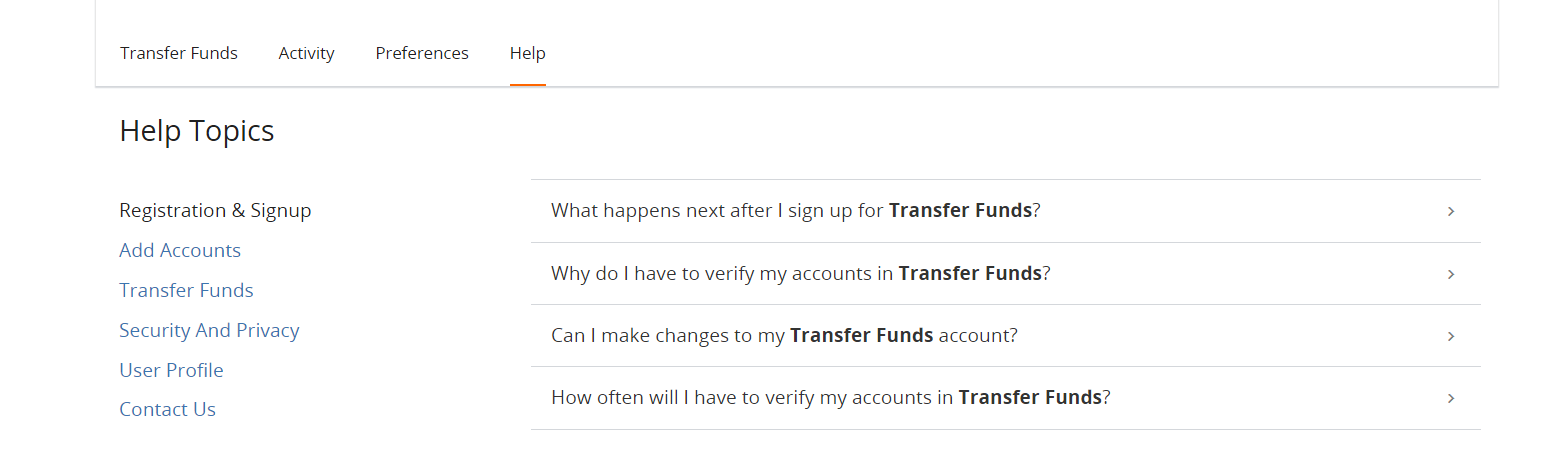 Transfer Funds Activity Preferences Help
Help Topics
Registration & Signup
Add Accounts
Transfer Funds
Security And Privacy
User Profile
Contact Us
What happens next after I sign up for Transfer Funds?
Why do I have to verify my accounts in Transfer Funds?
Can I make changes to my Transfer Funds account?
How often will I have to verify my accounts in Transfer Funds?